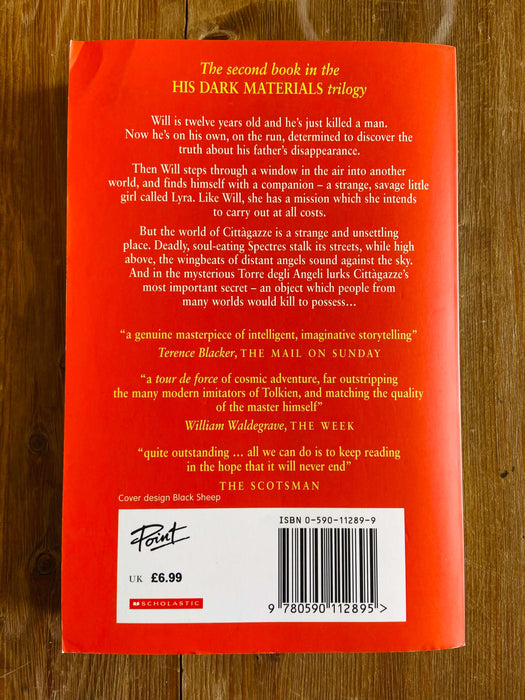 The second book in the
HIS DARK MATERIALS trilogy
Will is twelve years old and he's just killed a man.
Now he's on his own, on the run, determined to discover the
truth about his father's disappearance.
Then Will steps through a window in the air into another
world, and finds himself with a companion – a strange, savage little
girl called Lyra. Like Will, she has a mission which she intends
to carry out at all costs.
But the world of Cittàgazze is a strange and unsettling
place. Deadly, soul-eating Spectres stalk its streets, while high
above, the wingbeats of distant angels sound against the sky.
And in the mysterious Torre degli Angeli lurks Cittàgazze's
most important secret – an object which people from
many worlds would kill to possess…
"a genuine masterpiece of intelligent, imaginative storytelling"
Terence Blacker, THE MAIL ON SUNDAY
"a tour de force of cosmic adventure, far outstripping
the many modern imitators of Tolkien, and matching the quality
of the master himself"
William Waldegrave, THE WEEK
"quite outstanding ... all we can do is to keep reading
in the hope that it will never end"
THE SCOTSMAN
Cover design Black Sheep
Point
UK £6.99
SCHOLASTIC
ISBN 0-590-11289-9
9 780590 112895 >